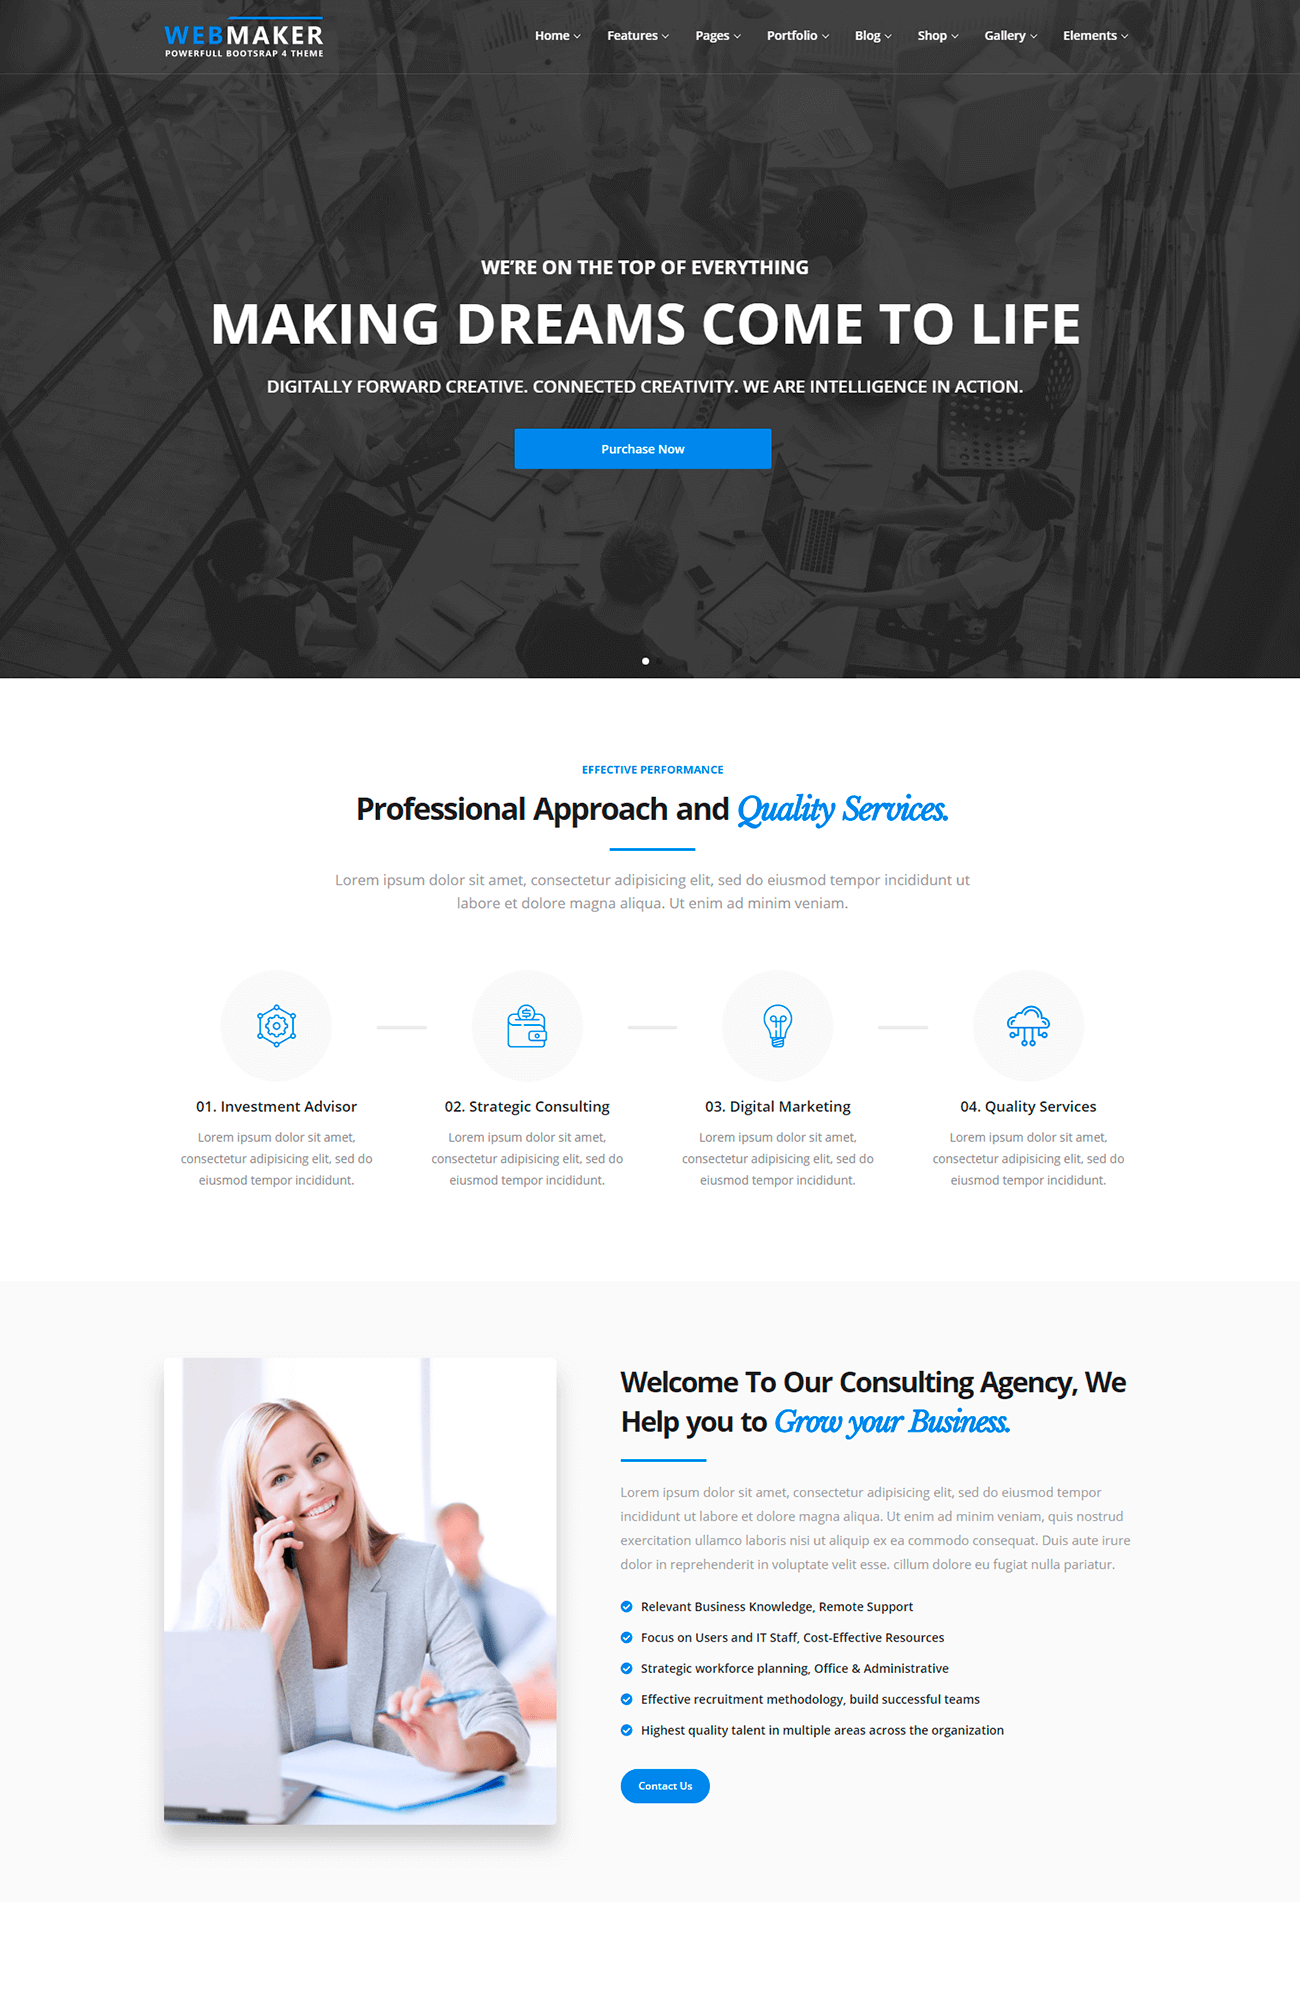 WEBMAKER
POWERFULL BOOTSRAP 4 THEME
Home Features Pages Portfolio Blog Shop Gallery Elements
WE'RE ON THE TOP OF EVERYTHING
MAKING DREAMS COME TO LIFE
DIGITALLY FORWARD CREATIVE. CONNECTED CREATIVITY. WE ARE INTELLIGENCE IN ACTION.
Purchase Now
EFFECTIVE PERFORMANCE
Professional Approach and Quality Services.
Lorem ipsum dolor sit amet, consectetur adipisicing elit, sed do eiusmod tempor incididunt ut
labore et dolore magna aliqua. Ut enim ad minim veniam.
01. Investment Advisor
Lorem ipsum dolor sit amet,
consectetur adipisicing elit, sed do
eiusmod tempor incididunt.
02. Strategic Consulting
Lorem ipsum dolor sit amet,
consectetur adipisicing elit, sed do
eiusmod tempor incididunt.
03. Digital Marketing
Lorem ipsum dolor sit amet,
consectetur adipisicing elit, sed do
eiusmod tempor incididunt.
04. Quality Services
Lorem ipsum dolor sit amet,
consectetur adipisicing elit, sed do
eiusmod tempor incididunt.
Welcome To Our Consulting Agency, We
Help you to Grow your Business.
Lorem ipsum dolor sit amet, consectetur adipisicing elit, sed do eiusmod tempor
incididunt ut labore et dolore magna aliqua. Ut enim ad minim veniam, quis nostrud
exercitation ullamco laboris nisi ut aliquip ex ea commodo consequat. Duis aute irure
dolor in reprehenderit in voluptate velit esse. cillum dolore eu fugiat nulla pariatur.
Relevant Business Knowledge, Remote Support
Focus on Users and IT Staff, Cost-Effective Resources
Strategic workforce planning, Office & Administrative
Effective recruitment methodology, build successful teams
Highest quality talent in multiple areas across the organization
Contact Us